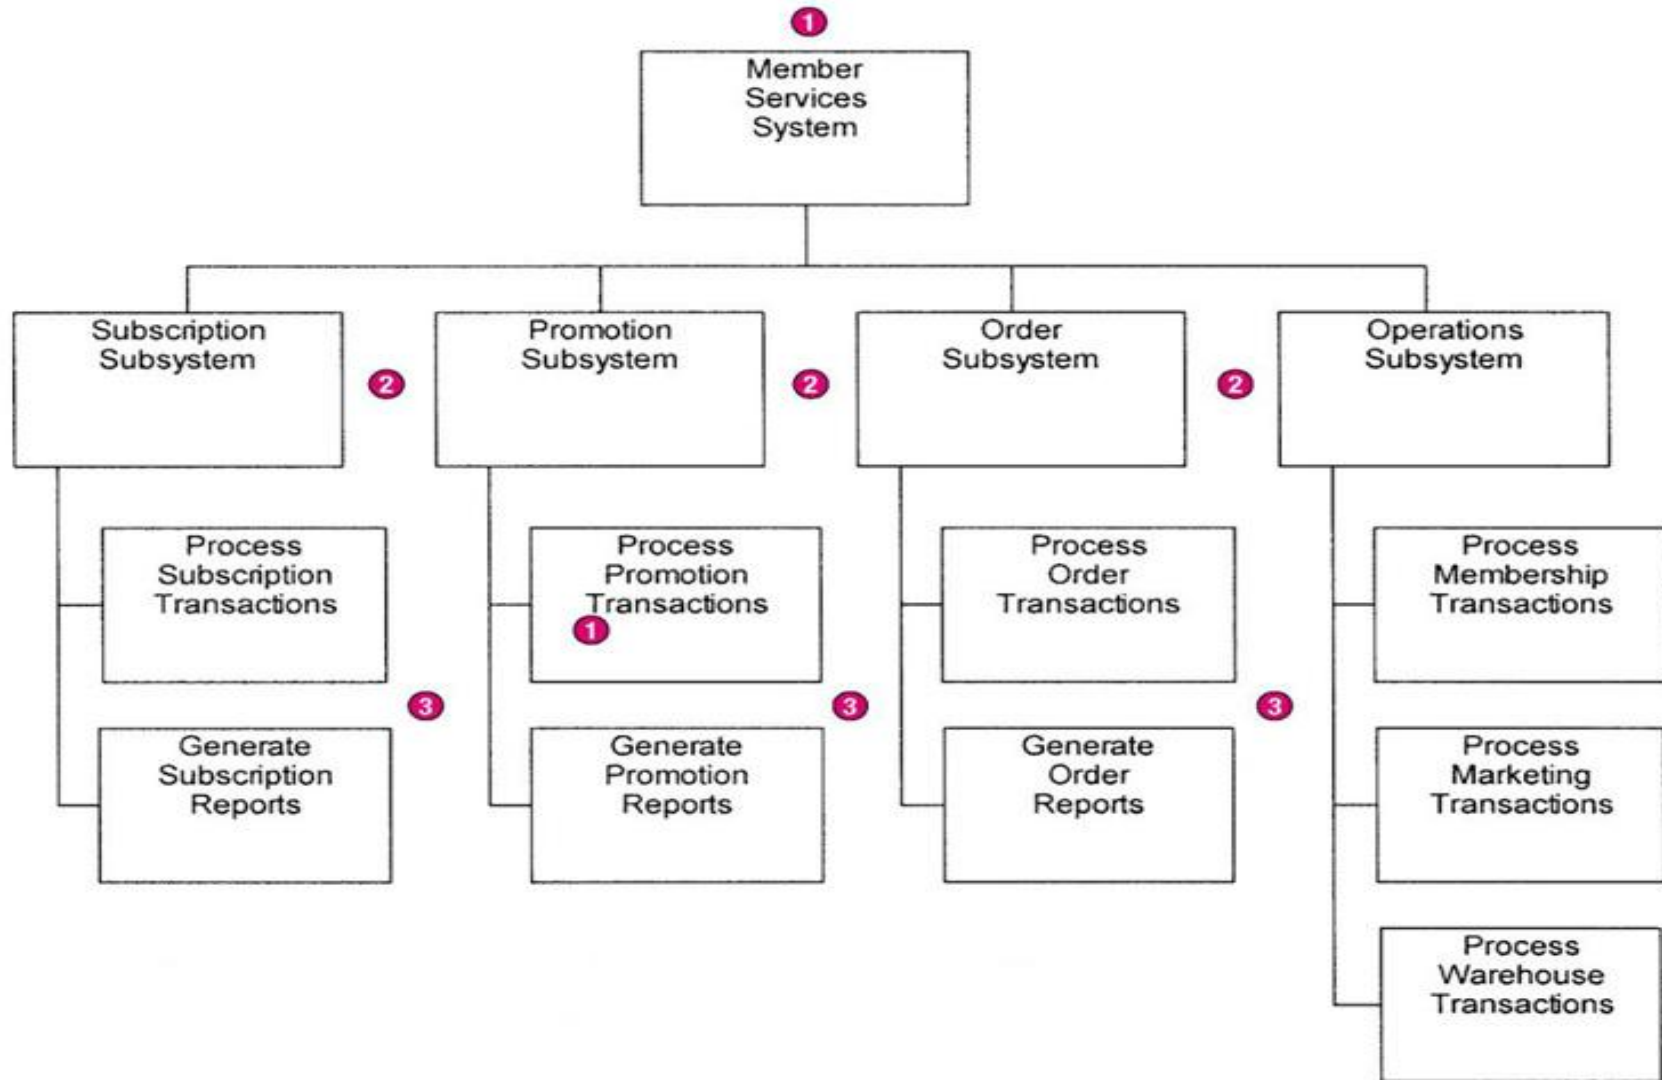 1
Member
Services
System
Subscription
Subsystem
2
Promotion
Subsystem
2
Order
Subsystem
2
Operations
Subsystem
Process
Subscription
Transactions
Process
Promotion
Transactions
1
Process
Order
Transactions
Process
Membership
Transactions
3
3
3
Generate
Subscription
Reports
Generate
Promotion
Reports
Generate
Order
Reports
Process
Marketing
Transactions
Process
Warehouse
Transactions